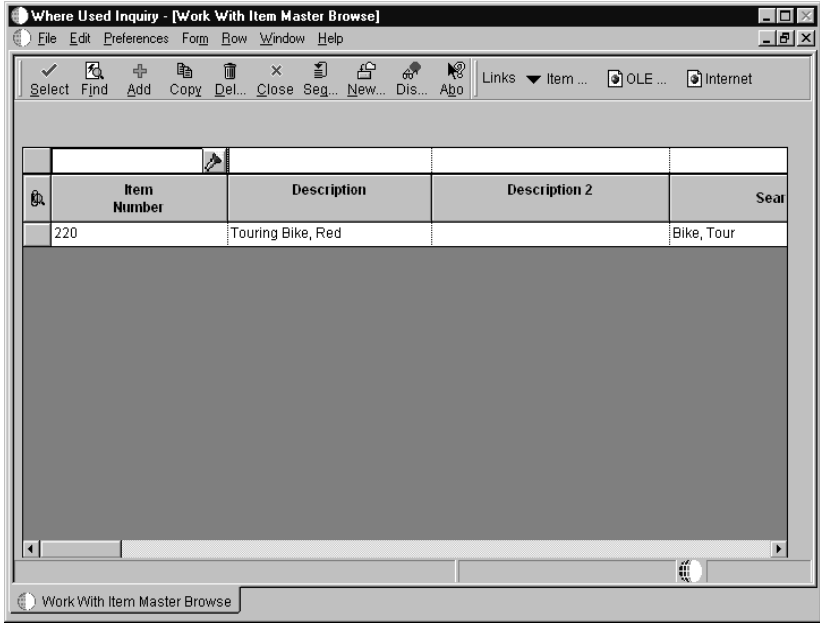 Where Used Inquiry - [Work With Item Master Browse]
File Edit Preferences Form Row Window Help
Select Find Add Copy Del... Close Seg... New... Dis... Abo Links Item ... OLE ... Internet
Item Number Description Description 2 Sear
220 Touring Bike, Red Bike, Tour
Work With Item Master Browse